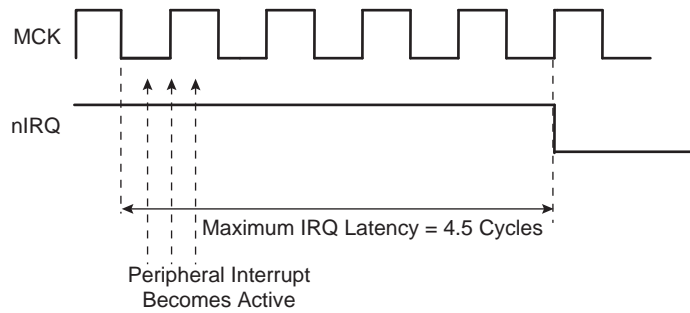 MCK
nIRQ
Maximum IRQ Latency = 4.5 Cycles
Peripheral Interrupt
Becomes Active